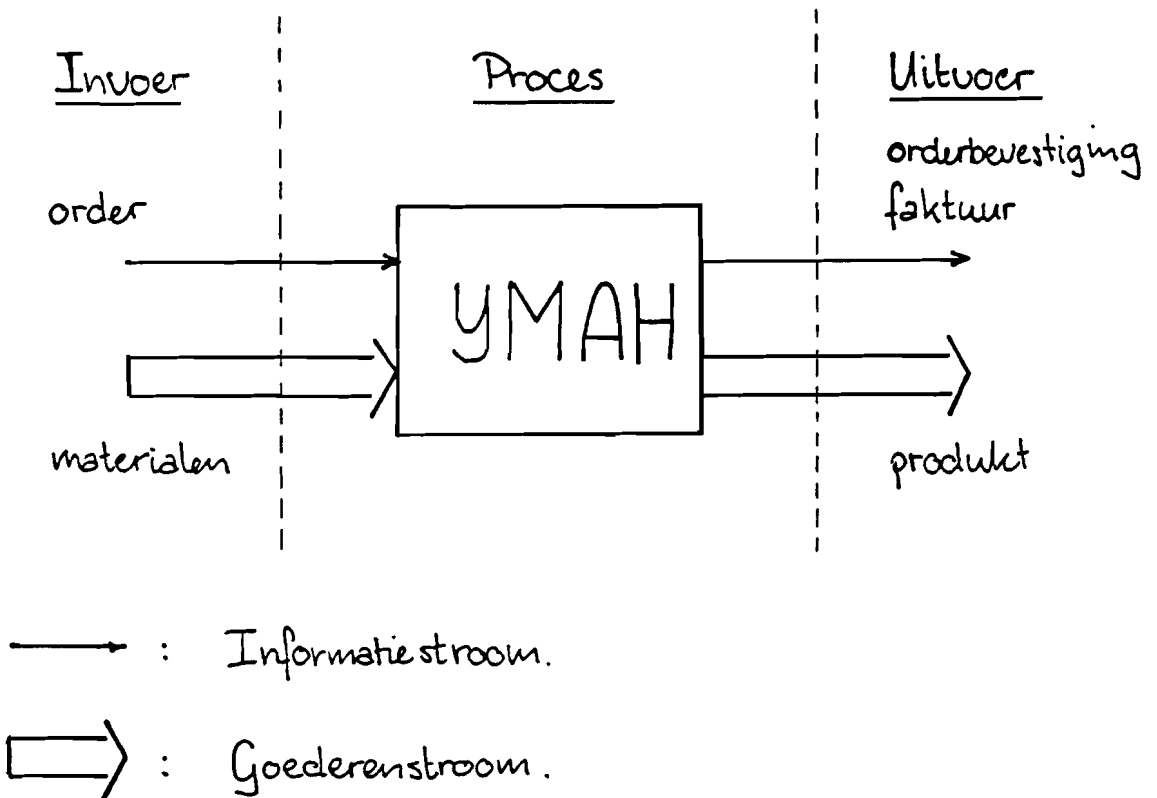 Invoer
Proces
Uitvoer
orderbevestiging
order
faktuur
YMAH
materialen
produkt
: Informatiestroom.
: Goederenstroom.